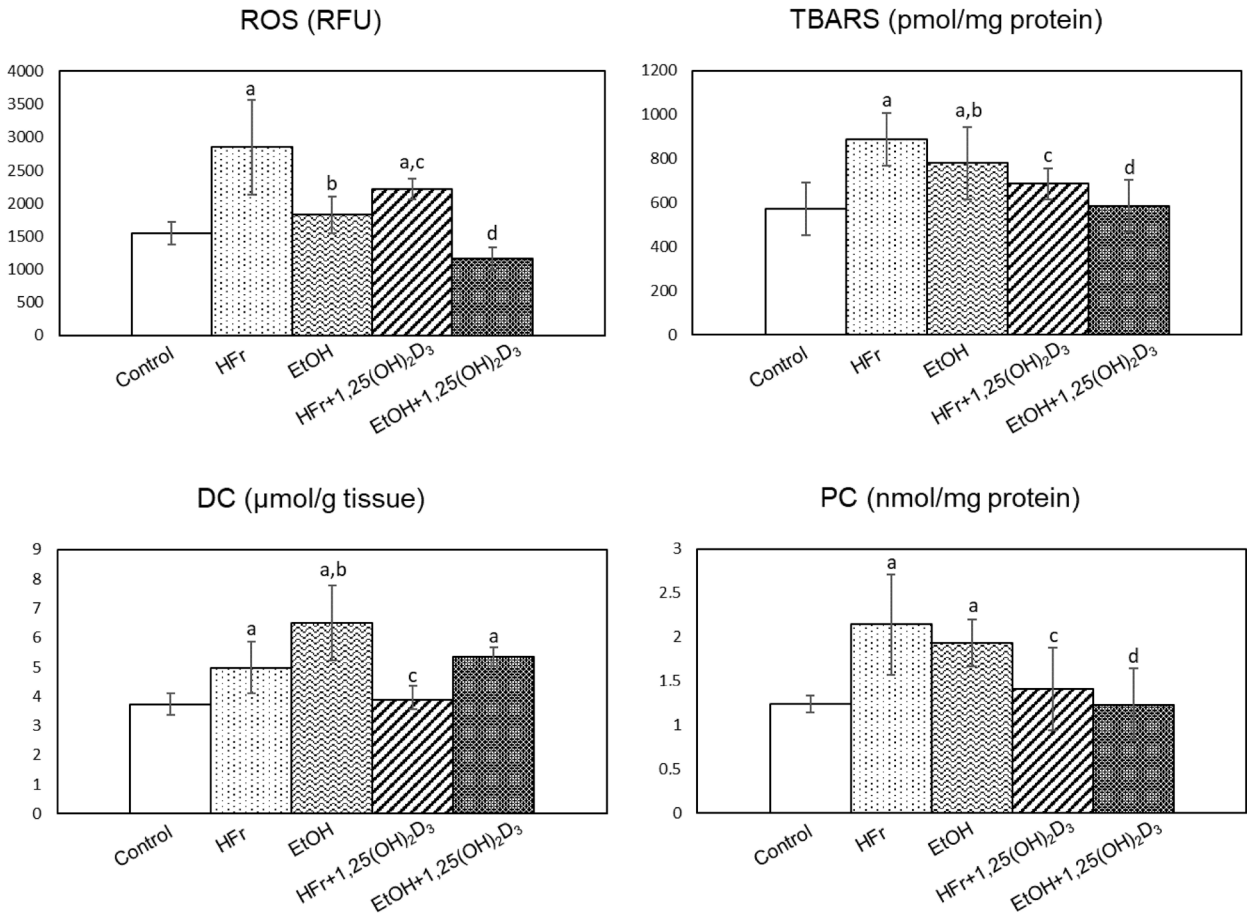 ROS (RFU)
4000
3500
3000
2500
2000
1500
1000
500
0
a
b
a,c
d
Control
HFr
EtOH
HFr+1,25(OH)₂D₃
EtOH+1,25(OH)₂D₃
TBARS (pmol/mg protein)
1200
1000
800
600
400
200
0
a
a,b
c
d
Control
HFr
EtOH
HFr+1,25(OH)₂D₃
EtOH+1,25(OH)₂D₃
DC (µmol/g tissue)
9
8
7
6
5
4
3
2
1
0
a
a,b
c
a
Control
HFr
EtOH
HFr+1,25(OH)₂D₃
EtOH+1,25(OH)₂D₃
PC (nmol/mg protein)
3
2.5
2
1.5
1
0.5
0
a
a
c
d
Control
HFr
EtOH
HFr+1,25(OH)₂D₃
EtOH+1,25(OH)₂D₃